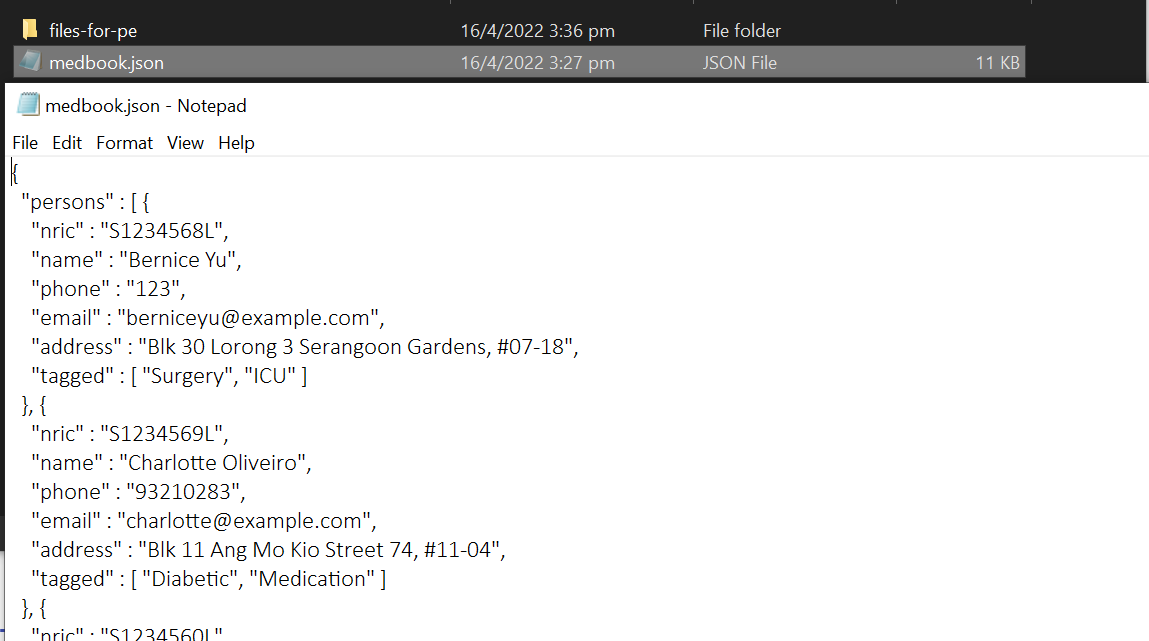 files-for-pe 16/4/2022 3:36 pm File folder
medbook.json 16/4/2022 3:27 pm JSON File 11 KB
medbook.json - Notepad
File Edit Format View Help
{
"persons" : [ {
"nric" : "S1234568L",
"name" : "Bernice Yu",
"phone" : "123",
"email" : "berniceyu@example.com",
"address" : "Blk 30 Lorong 3 Serangoon Gardens, #07-18",
"tagged" : [ "Surgery", "ICU" ]
}, {
"nric" : "S1234569L",
"name" : "Charlotte Oliveiro",
"phone" : "93210283",
"email" : "charlotte@example.com",
"address" : "Blk 11 Ang Mo Kio Street 74, #11-04",
"tagged" : [ "Diabetic", "Medication" ]
}, {
"nric" : "S1234560L"